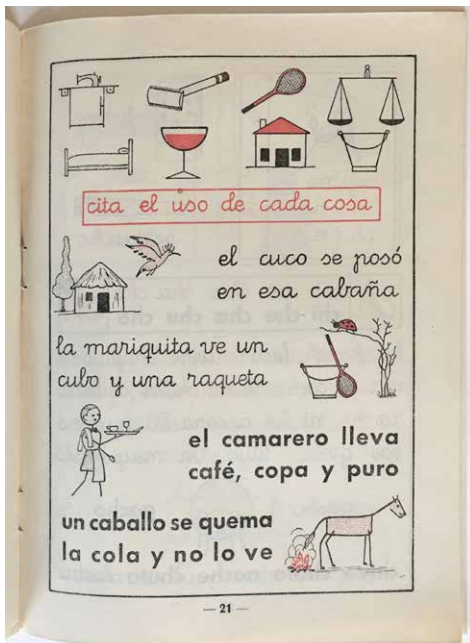 cita el uso de cada cosa
el cuco se posó
en esa cabaña
la mariquita ve un
cubo y una raqueta
el camarero lleva
café, copa y puro
un caballo se quema
la cola y no lo ve
— 21 —